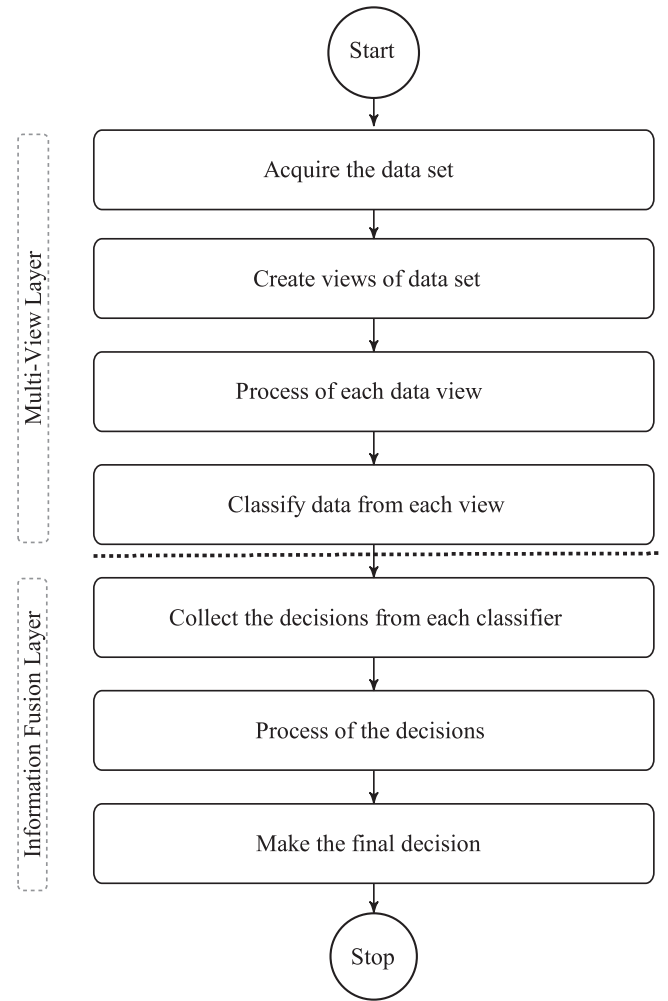 Start
Multi-View Layer
Acquire the data set
Create views of data set
Process of each data view
Classify data from each view
Information Fusion Layer
Collect the decisions from each classifier
Process of the decisions
Make the final decision
Stop